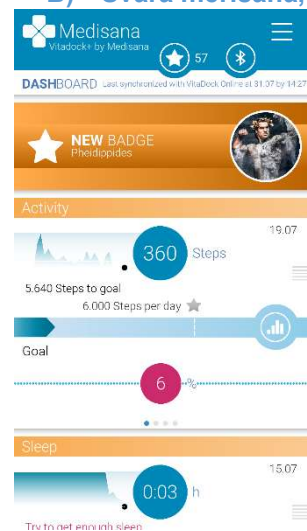 Medisana
Vitadock+ by Medisana
57
DASHBOARD Last synchronized with VitaDock Online at 31.07 by 14:27
NEW BADGE
Pheidippides
Activity
19.07
360 Steps
5.640 Steps to goal
6.000 Steps per day
Goal
6 %
Sleep
15.07
0:03 h
Try to get enough sleep